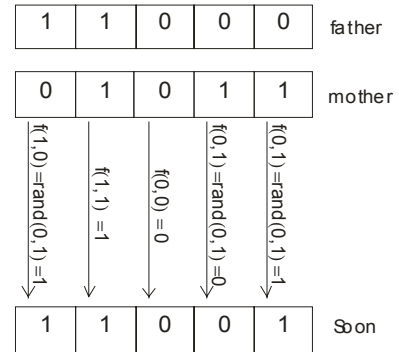 1 1 0 0 0 father
0 1 0 1 1 mother
f(1,0) =rand(0,1) =1
f(1,1) =1
f(0,0) = 0
f(0,1) =rand(0,1) =0
f(0,1) =rand(0,1) =1
1 1 0 0 1 Soon